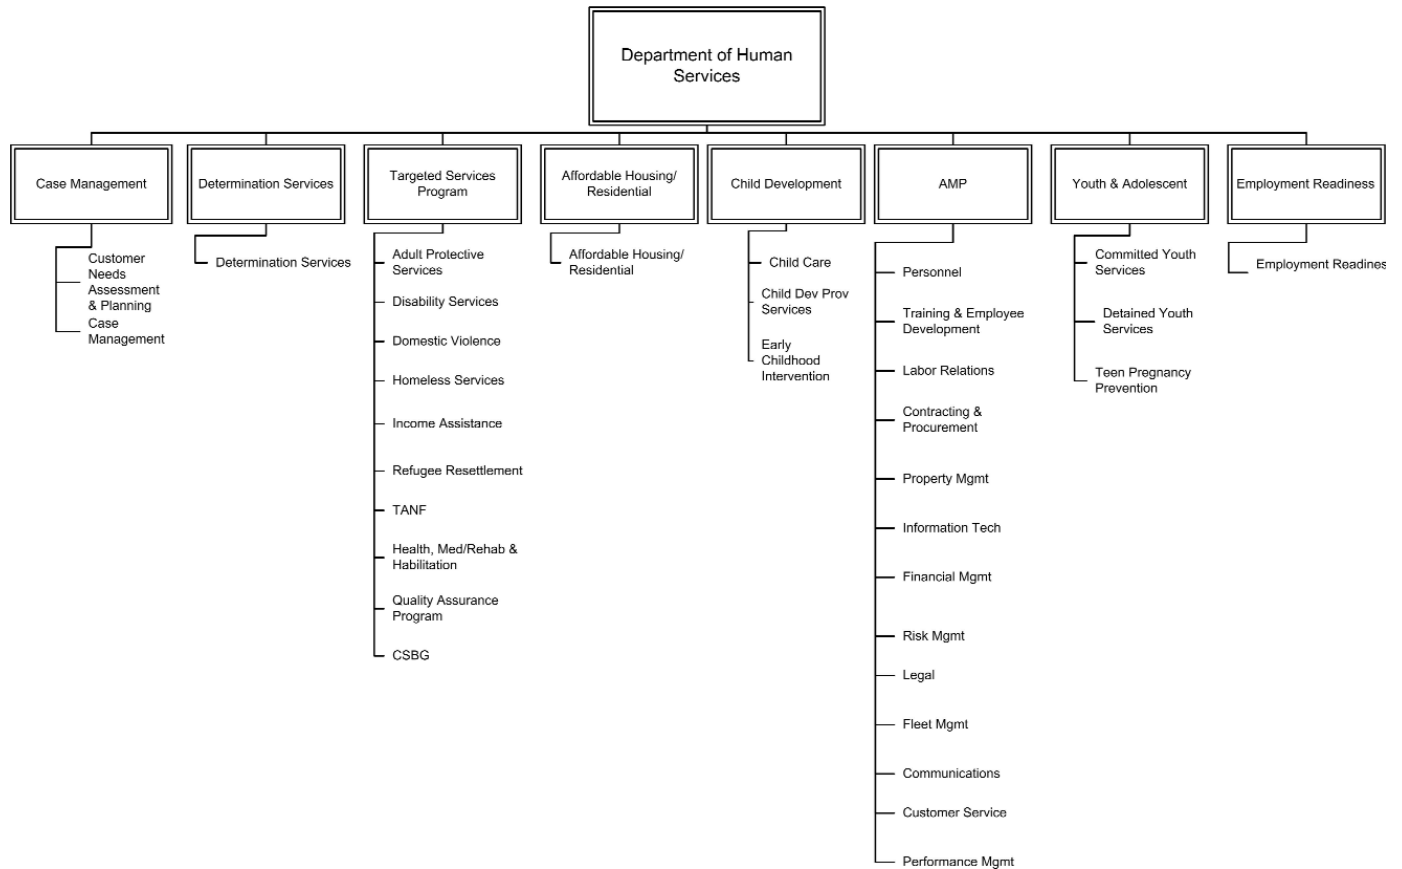 Department of Human
Services
Case Management
Determination Services
Targeted Services
Program
Affordable Housing/
Residential
Child Development
AMP
Youth & Adolescent
Employment Readiness
Customer
Needs
Assessment
& Planning
Case
Management
Determination Services
Adult Protective
Services
Disability Services
Domestic Violence
Homeless Services
Income Assistance
Refugee Resettlement
TANF
Health, Med/Rehab &
Habilitation
Quality Assurance
Program
CSBG
Affordable Housing/
Residential
Child Care
Child Dev Prov
Services
Early
Childhood
Intervention
Personnel
Training & Employee
Development
Labor Relations
Contracting &
Procurement
Property Mgmt
Information Tech
Financial Mgmt
Risk Mgmt
Legal
Fleet Mgmt
Communications
Customer Service
Performance Mgmt
Committed Youth
Services
Detained Youth
Services
Teen Pregnancy
Prevention
Employment Readines